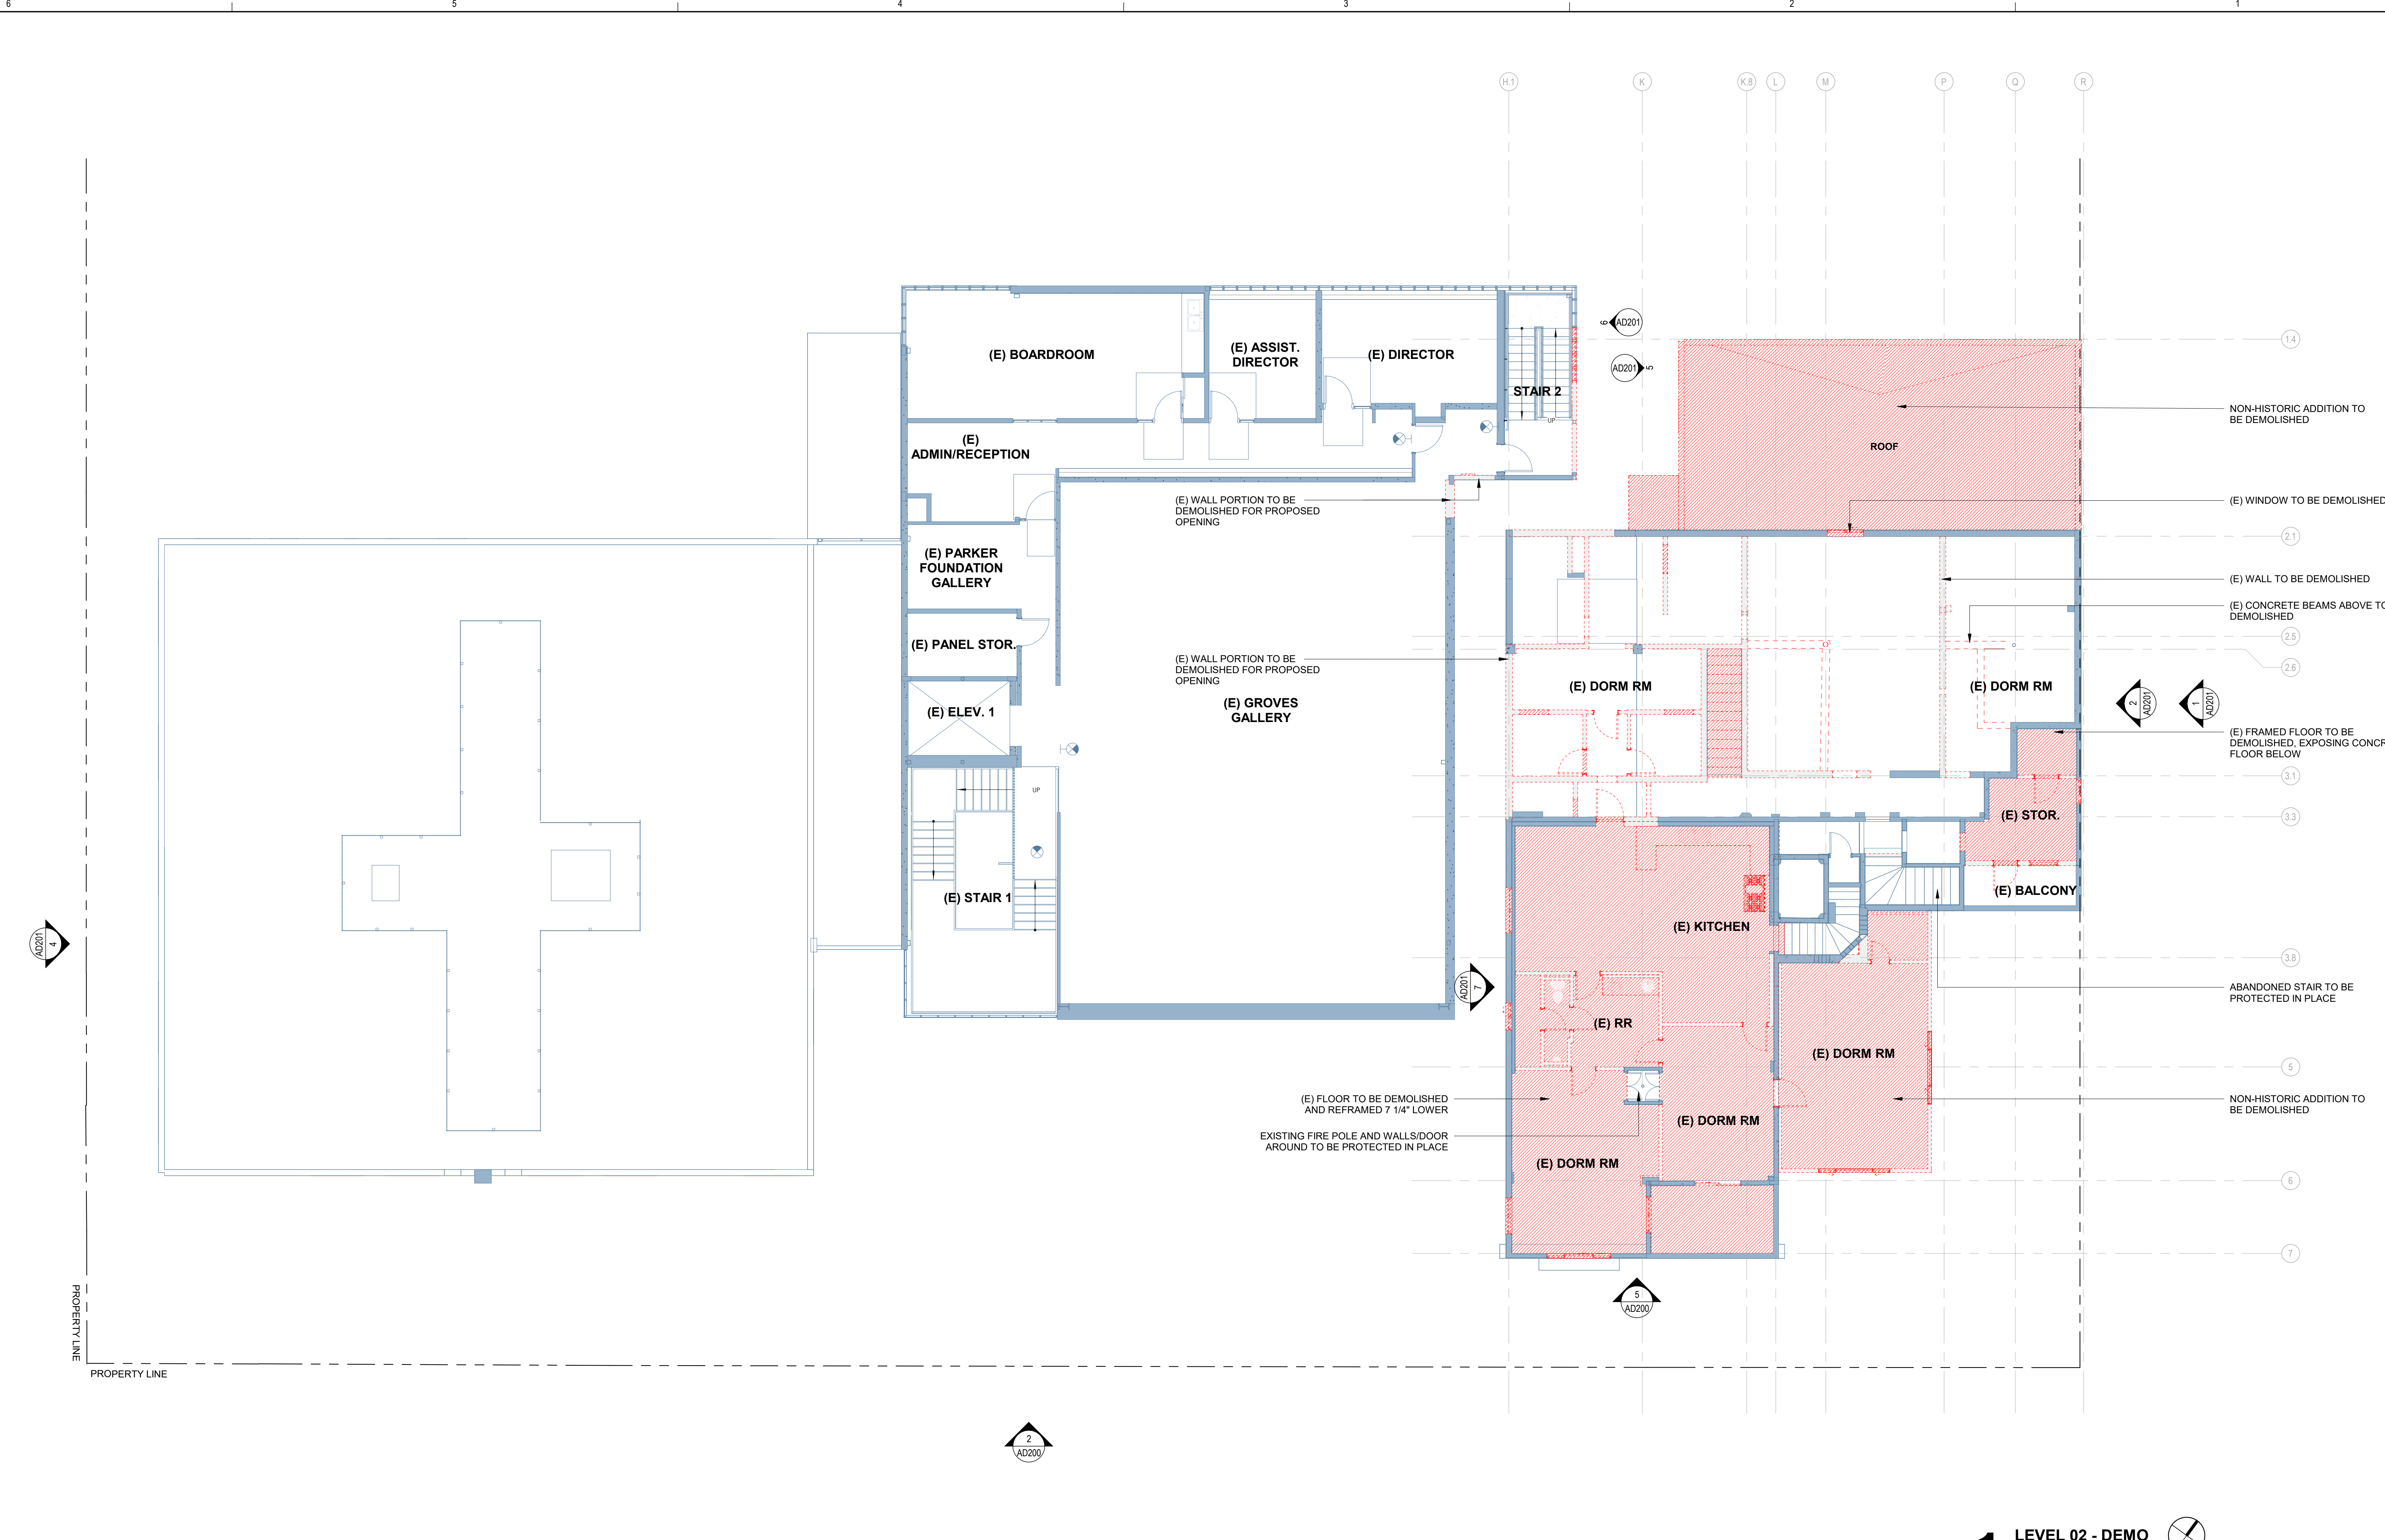 6
5
4
3
2
1
H.1
K
K.8
L
M
P
Q
R
6
AD201
AD201
5
1.4
(E) BOARDROOM
(E) ASSIST.
DIRECTOR
(E) DIRECTOR
STAIR 2
UP
NON-HISTORIC ADDITION TO
BE DEMOLISHED
ROOF
(E)
ADMIN/RECEPTION
(E) WALL PORTION TO BE
DEMOLISHED FOR PROPOSED
OPENING
(E) WINDOW TO BE DEMOLISHED
2.1
(E) PARKER
FOUNDATION
GALLERY
(E) WALL TO BE DEMOLISHED
(E) CONCRETE BEAMS ABOVE TO
DEMOLISHED
2.5
(E) PANEL STOR.
(E) WALL PORTION TO BE
DEMOLISHED FOR PROPOSED
OPENING
2.6
(E) DORM RM
(E) DORM RM
(E) ELEV. 1
(E) GROVES
GALLERY
2
AD201
1
AD201
(E) FRAMED FLOOR TO BE
DEMOLISHED, EXPOSING CONCR
FLOOR BELOW
3.1
UP
(E) STOR.
3.3
(E) STAIR 1
(E) BALCONY
(E) KITCHEN
AD201
4
3.8
AD201
7
ABANDONED STAIR TO BE
PROTECTED IN PLACE
(E) RR
(E) DORM RM
5
(E) FLOOR TO BE DEMOLISHED
AND REFRAMED 7 1/4" LOWER
NON-HISTORIC ADDITION TO
BE DEMOLISHED
(E) DORM RM
EXISTING FIRE POLE AND WALLS/DOOR
AROUND TO BE PROTECTED IN PLACE
(E) DORM RM
6
7
5
AD200
PROPERTY LINE
PROPERTY LINE
2
AD200
LEVEL 02 - DEMO